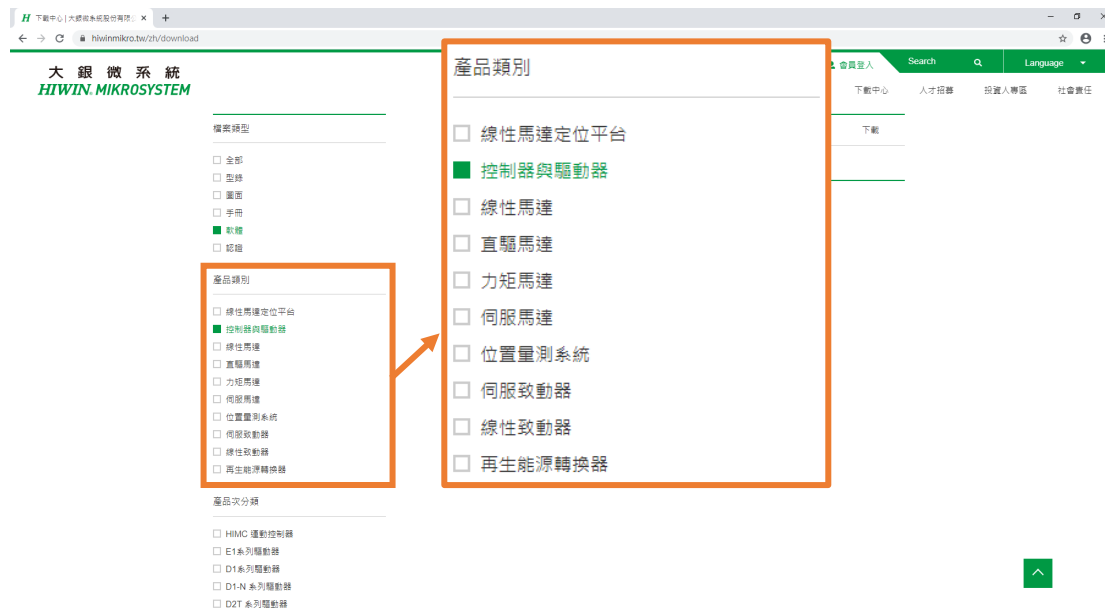 H 下載中心 | 大銀微系統股份有限公
hiwinmikro.tw/zh/download
大 銀 微 系 統
HIWIN® MIKROSYSTEM
會員登入
Search
Language
下載中心 人才招募 投資人專區 社會責任
下載
檔案類型
全部
型錄
圖面
手冊
軟體
認證
產品類別
線性馬達定位平台
控制器與驅動器
線性馬達
直驅馬達
力矩馬達
伺服馬達
位置量測系統
伺服致動器
線性致動器
再生能源轉換器
產品類別
線性馬達定位平台
控制器與驅動器
線性馬達
直驅馬達
力矩馬達
伺服馬達
位置量測系統
伺服致動器
線性致動器
再生能源轉換器
產品次分類
HIMC 運動控制器
E1系列驅動器
D1系列驅動器
D1-N 系列驅動器
D2T 系列驅動器